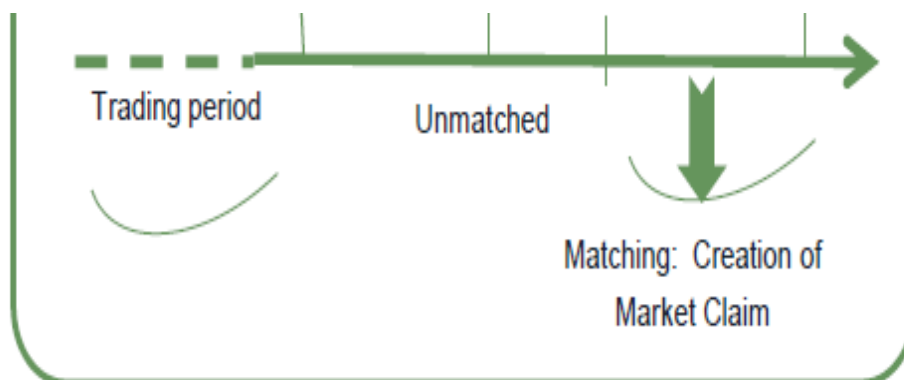 Trading period
Unmatched
Matching: Creation of
Market Claim